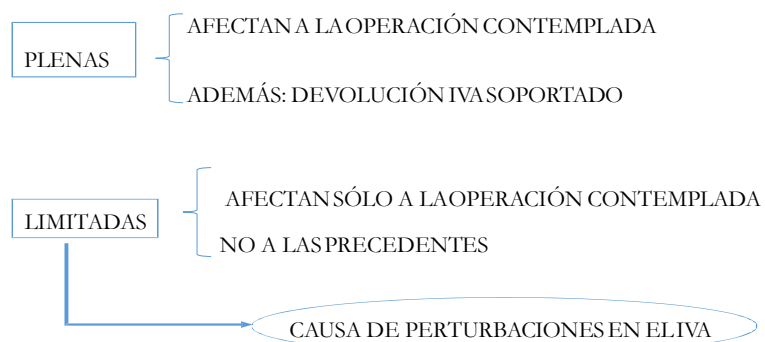 AFECTAN A LA OPERACIÓN CONTEMPLADA
PLENAS
ADEMÁS: DEVOLUCIÓN IVA SOPORTADO
AFECTAN SÓLO A LA OPERACIÓN CONTEMPLADA
LIMITADAS
NO A LAS PRECEDENTES
CAUSA DE PERTURBACIONES EN EL IVA